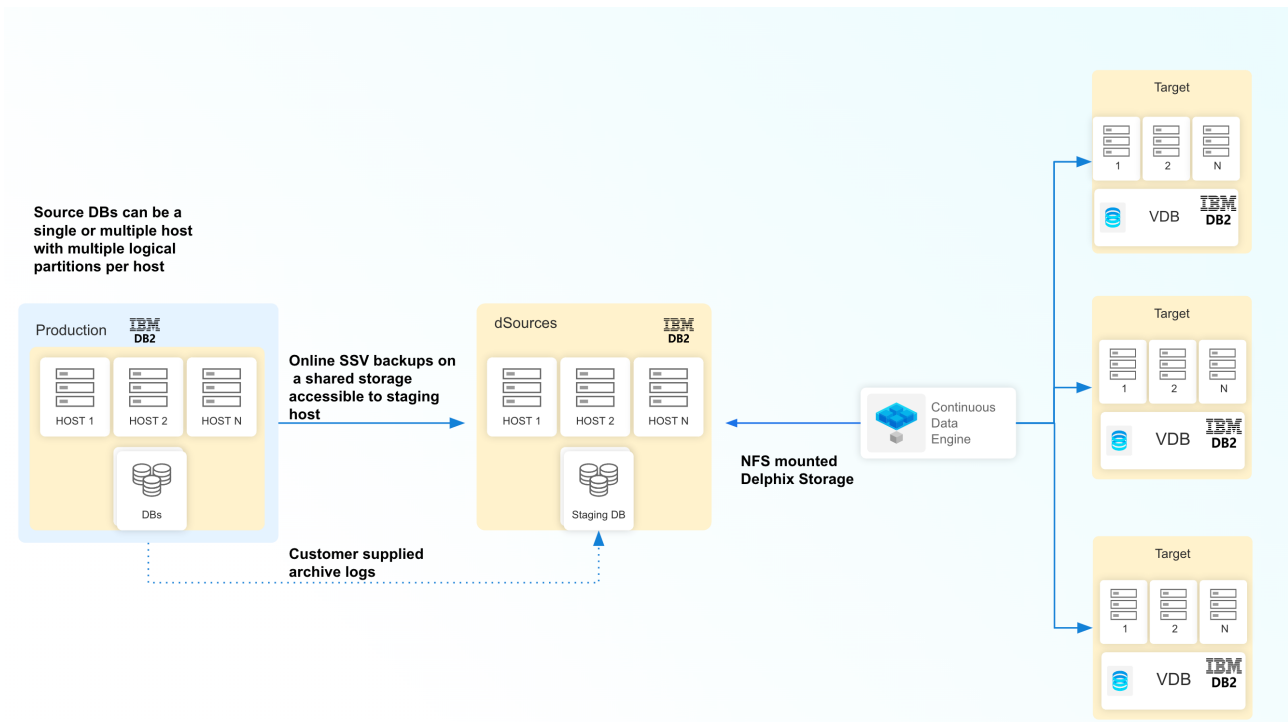 Source DBs can be a
single or multiple host
with multiple logical
partitions per host
Production
IBM
DB2
HOST 1
HOST 2
HOST N
DBs
Online SSV backups on
a shared storage
accessible to staging
host
Customer supplied
archive logs
dSources
IBM
DB2
HOST 1
HOST 2
HOST N
Staging DB
NFS mounted
Delphix Storage
Continuous
Data
Engine
Target
1
2
N
VDB
IBM
DB2
Target
1
2
N
VDB
IBM
DB2
Target
1
2
N
VDB
IBM
DB2